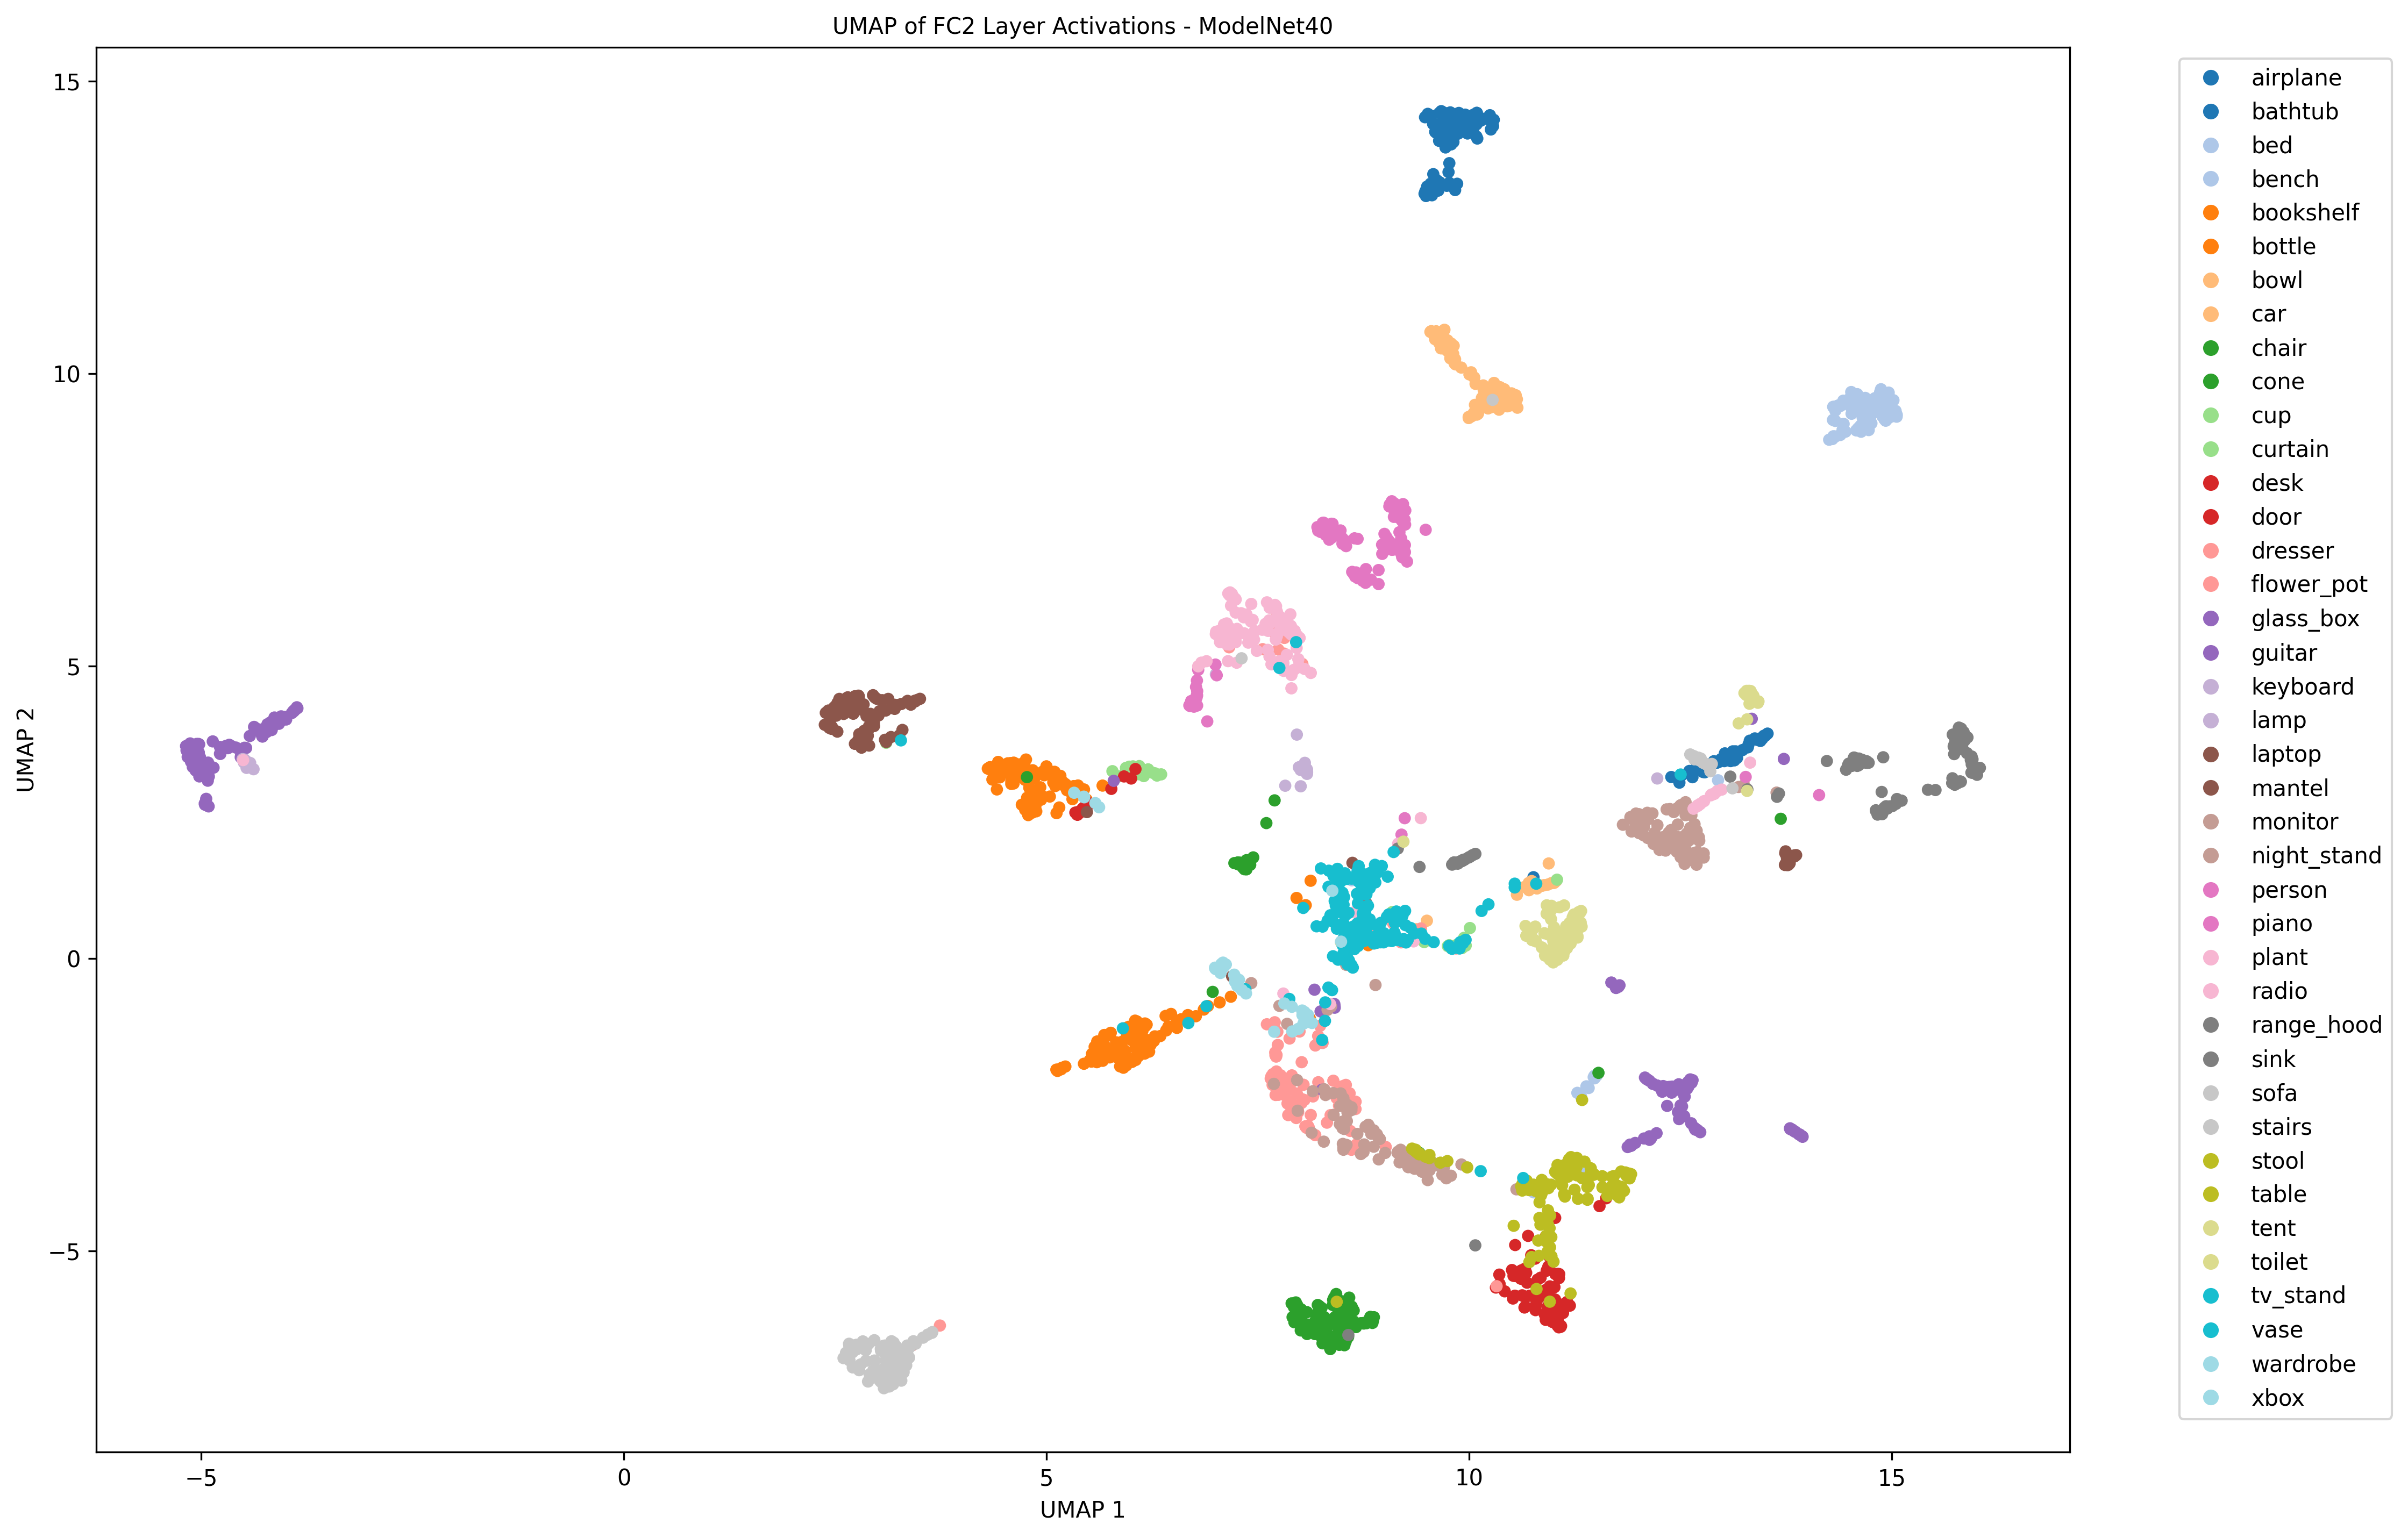 UMAP of FC2 Layer Activations - ModelNet40
15
10
5
0
−5
UMAP 2
−5
0
5
10
15
UMAP 1
airplane
bathtub
bed
bench
bookshelf
bottle
bowl
car
chair
cone
cup
curtain
desk
door
dresser
flower_pot
glass_box
guitar
keyboard
lamp
laptop
mantel
monitor
night_stand
person
piano
plant
radio
range_hood
sink
sofa
stairs
stool
table
tent
toilet
tv_stand
vase
wardrobe
xbox